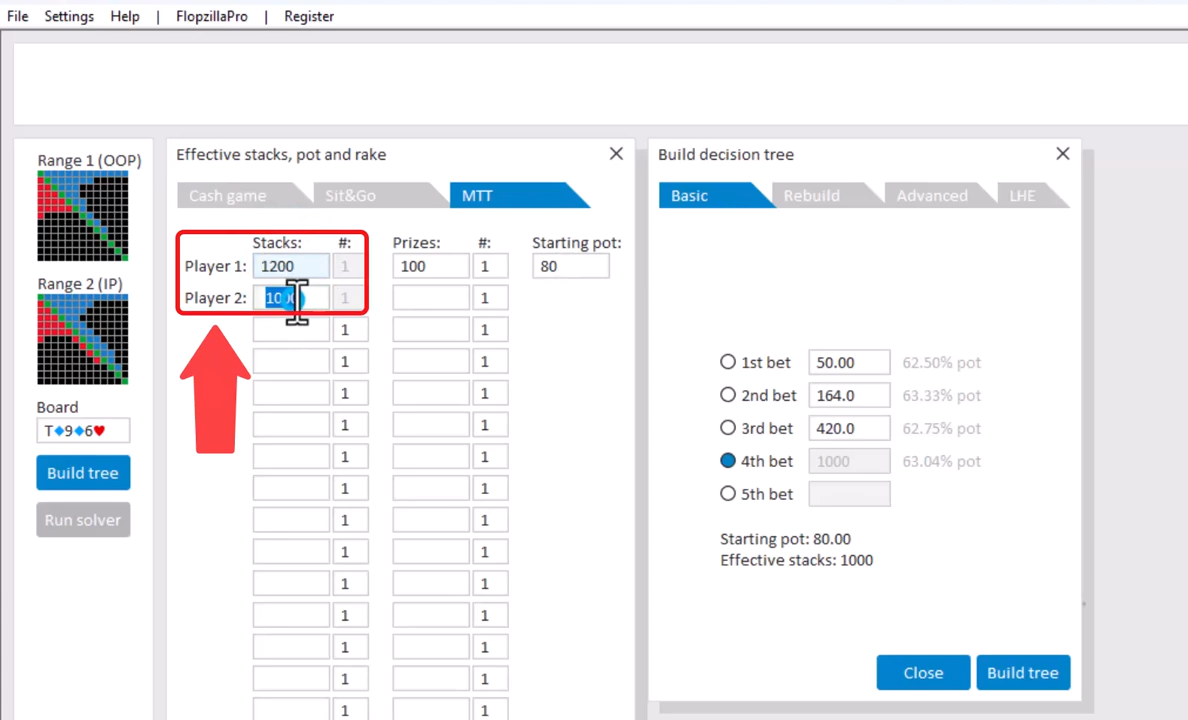 File Settings Help | FlopzillaPro | Register
Range 1 (OOP)
Range 2 (IP)
Board
T♦9♦6♥
Build tree
Run solver
Effective stacks, pot and rake
Cash game Sit&Go MTT
Stacks: #: Prizes: #: Starting pot:
Player 1: 1200 1 100 1 80
Player 2: 1000 1 1
1 1
1 1
1 1
1 1
1 1
1 1
1 1
1 1
1 1
1 1
1 1
1 1
1 1
Build decision tree
Basic Rebuild Advanced LHE
1st bet 50.00 62.50% pot
2nd bet 164.0 63.33% pot
3rd bet 420.0 62.75% pot
4th bet 1000 63.04% pot
5th bet
Starting pot: 80.00
Effective stacks: 1000
Close Build tree